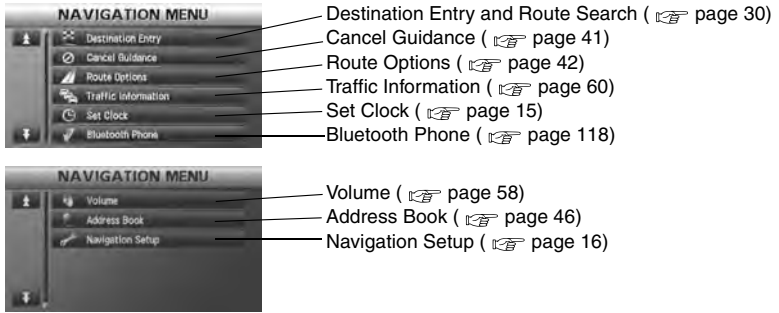 NAVIGATION MENU
Destination Entry
Cancel Guidance
Route Options
Traffic Information
Set Clock
Bluetooth Phone
Destination Entry and Route Search ( page 30)
Cancel Guidance ( page 41)
Route Options ( page 42)
Traffic Information ( page 60)
Set Clock ( page 15)
Bluetooth Phone ( page 118)
NAVIGATION MENU
Volume
Address Book
Navigation Setup
Volume ( page 58)
Address Book ( page 46)
Navigation Setup ( page 16)